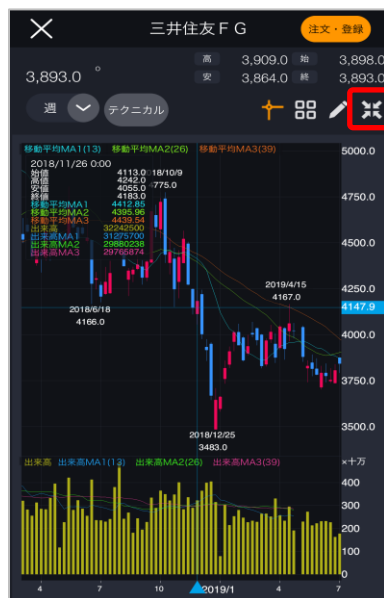 三井住友ＦＧ
注文・登録
高 3,909.0 始 3,898.0
3,893.0 ° 安 3,864.0 終 3,893.0
週 テクニカル
移動平均MA1(13) 移動平均MA2(26) 移動平均MA3(39)
5000.0
2018/11/26 0:00
始値 4113.0
高値 4242.0
安値 4055.0
終値 4183.0
移動平均MA1 4412.85
移動平均MA2 4395.96
移動平均MA3 4439.54
出来高 32242500
出来高MA1 31275700
出来高MA2 29880238
出来高MA3 29765874
18/10/9
4775.0
4750.0
4500.0
4250.0
2019/4/15
4167.0
4147.9
2018/6/18
4166.0
4000.0
3750.0
3500.0
2018/12/25
3483.0
出来高 出来高MA1(13) 出来高MA2(26) 出来高MA3(39)
×十万
400
300
200
100
0
4 7 10 2019/1 4 7